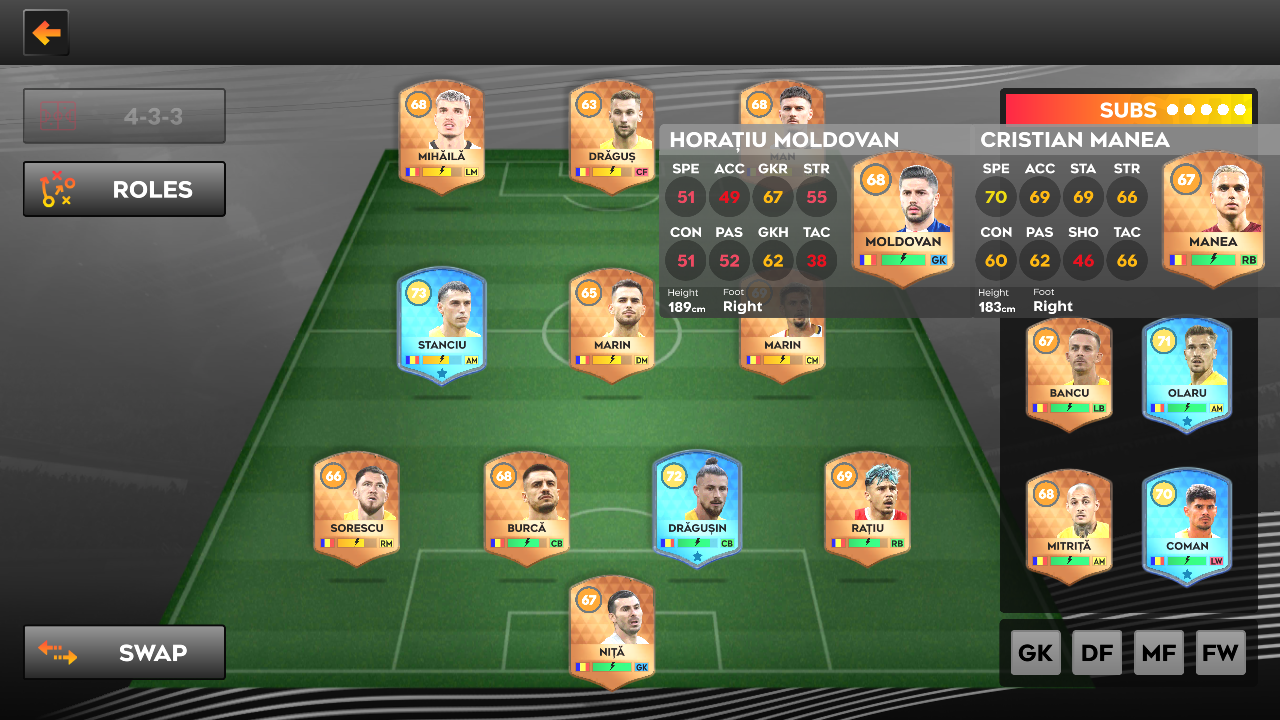 4-3-3
ROLES
68
MIHĂILĂ
LM
63
DRĂGUȘ
CF
68
MAN
SUBS
HORAȚIU MOLDOVAN
SPE ACC GKR STR
51 49 67 55
CON PAS GKH TAC
51 52 62 38
Height Foot
189cm Right
68
MOLDOVAN
GK
CRISTIAN MANEA
SPE ACC STA STR
70 69 69 66
CON PAS SHO TAC
60 62 46 66
Height Foot
183cm Right
67
MANEA
RB
73
STANCIU
AM
65
MARIN
DM
69
MARIN
CM
67
BANCU
LB
71
OLARU
AM
66
SORESCU
RM
68
BURCĂ
CB
72
DRĂGUȘIN
CB
69
RAȚIU
RB
68
MITRIȚĂ
AM
70
COMAN
LW
67
NIȚĂ
GK
SWAP
GK DF MF FW